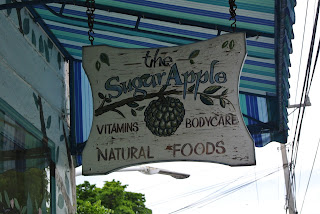 the
Sugar Apple
VITAMINS BODYCARE
NATURAL FOODS